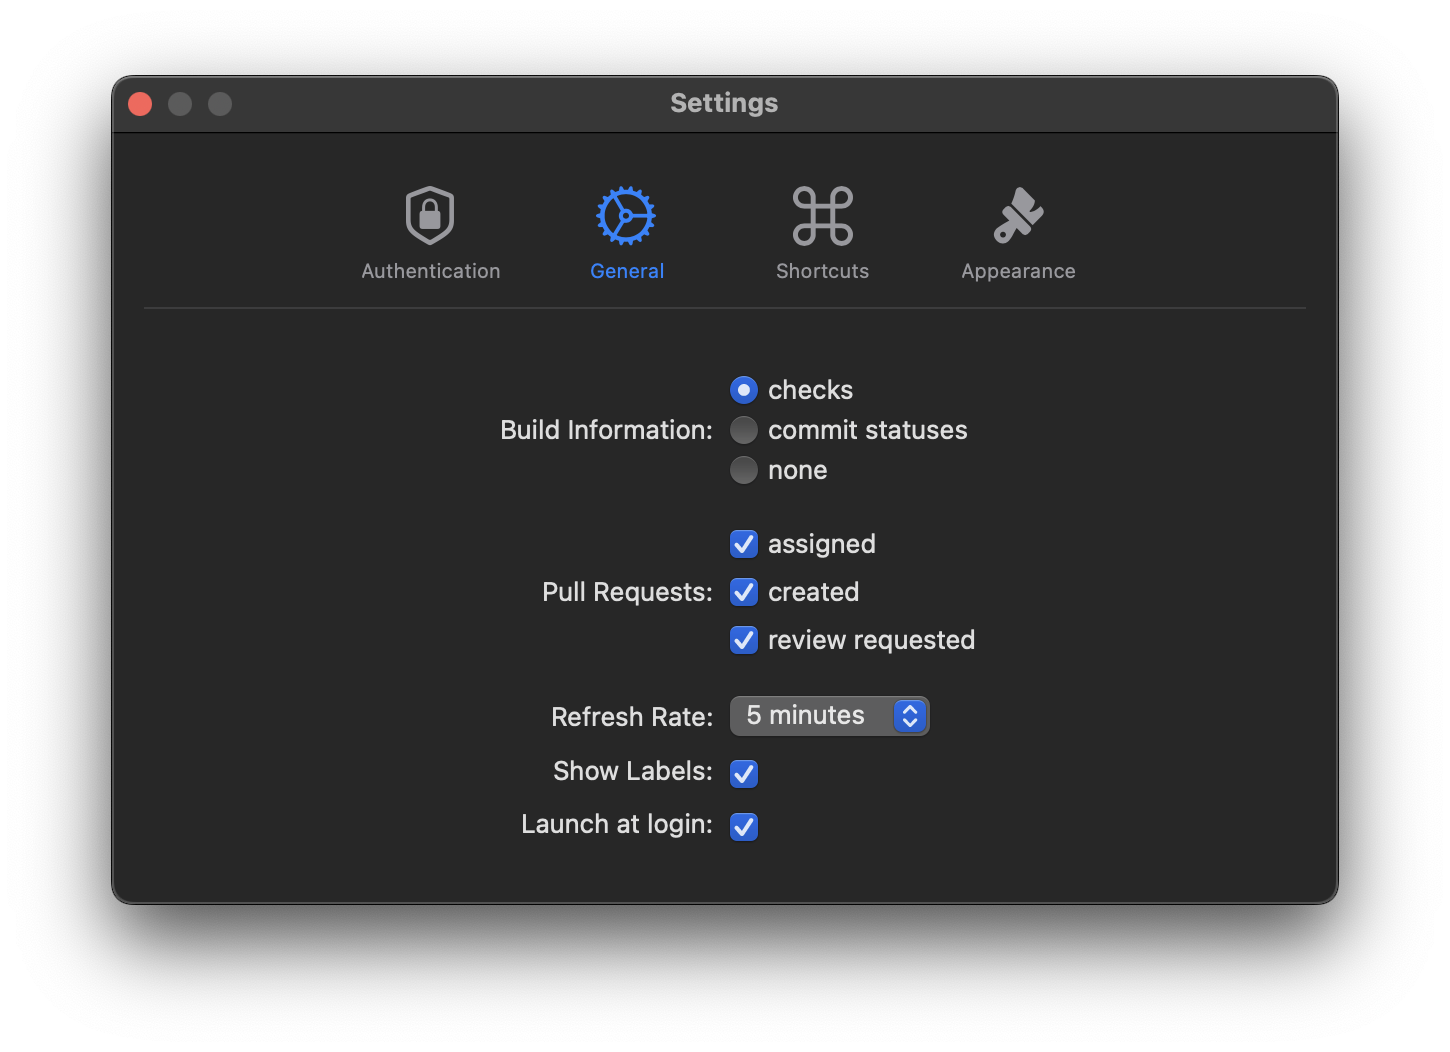 Settings
Authentication General Shortcuts Appearance
checks
Build Information: commit statuses
none
assigned
Pull Requests: created
review requested
Refresh Rate: 5 minutes
Show Labels:
Launch at login: